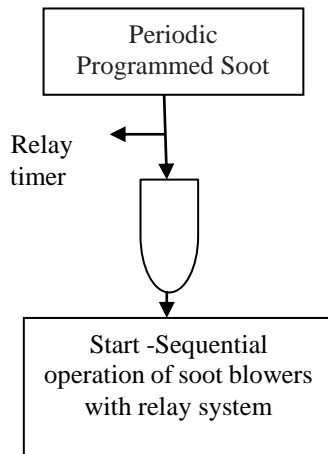 Periodic
Programmed Soot
Relay
timer
Start -Sequential
operation of soot blowers
with relay system